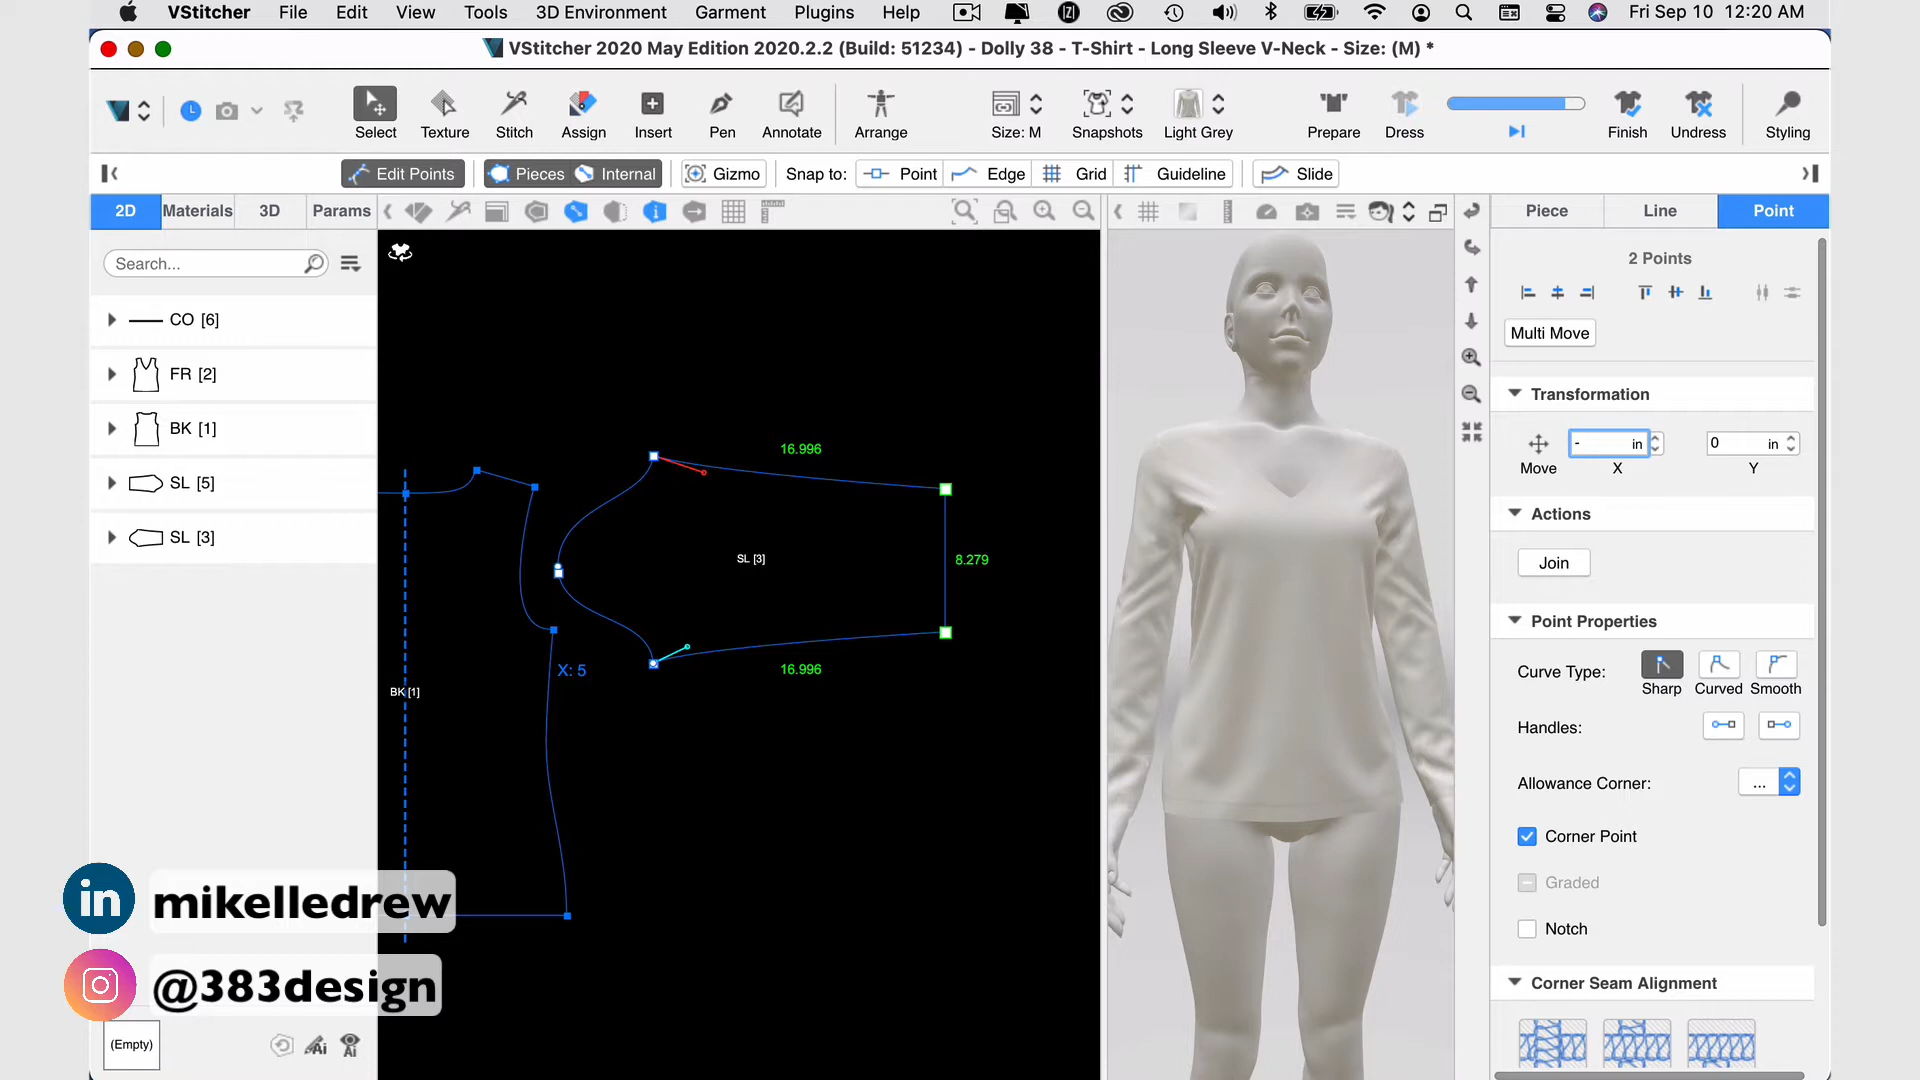 VStitcher File Edit View Tools 3D Environment Garment Plugins Help Fri Sep 10 12:20 AM
VStitcher 2020 May Edition 2020.2.2 (Build: 51234) - Dolly 38 - T-Shirt - Long Sleeve V-Neck - Size: (M) *
Select Texture Stitch Assign Insert Pen Annotate Arrange Size: M Snapshots Light Grey Prepare Dress Finish Undress Styling
Edit Points Pieces Internal Gizmo Snap to: Point Edge Grid Guideline Slide
2D Materials 3D Params Piece Line Point
Search...
2 Points
CO [6]
Multi Move
FR [2]
Transformation
BK [1]
- in 0 in
16.996
Move X Y
SL [5]
Actions
SL [3]
SL [3]
8.279
Join
Point Properties
X: 5
16.996
BK [1]
Curve Type:
Sharp Curved Smooth
Handles:
Allowance Corner: ...
Corner Point
Graded
in mikelledrew
Notch
@383design
Corner Seam Alignment
(Empty)
Ai Ai